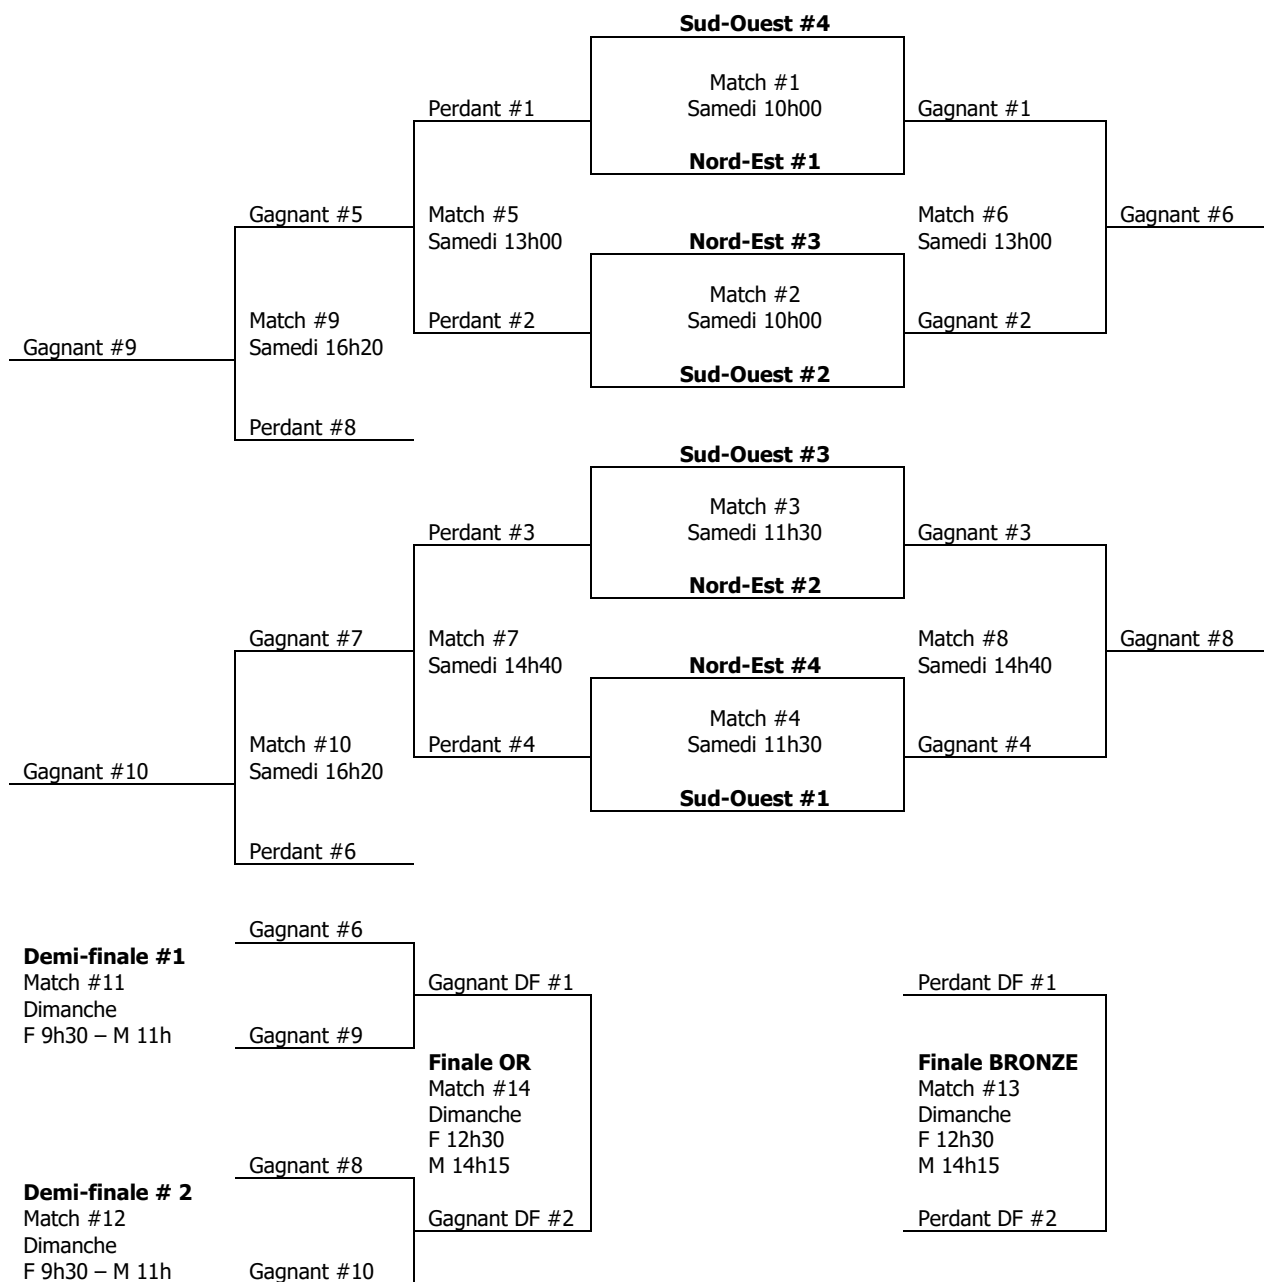 Sud-Ouest #4
Match #1
Perdant #1
Samedi 10h00
Gagnant #1
Nord-Est #1
Gagnant #5
Match #5
Match #6
Gagnant #6
Samedi 13h00
Nord-Est #3
Samedi 13h00
Match #2
Match #9
Perdant #2
Samedi 10h00
Gagnant #2
Gagnant #9
Samedi 16h20
Sud-Ouest #2
Perdant #8
Sud-Ouest #3
Match #3
Perdant #3
Samedi 11h30
Gagnant #3
Nord-Est #2
Gagnant #7
Match #7
Match #8
Gagnant #8
Samedi 14h40
Nord-Est #4
Samedi 14h40
Match #4
Match #10
Perdant #4
Samedi 11h30
Gagnant #4
Gagnant #10
Samedi 16h20
Sud-Ouest #1
Perdant #6
Gagnant #6
Demi-finale #1
Match #11
Dimanche
F 9h30 – M 11h
Gagnant DF #1
Perdant DF #1
Gagnant #9
Finale OR
Match #14
Dimanche
F 12h30
M 14h15
Finale BRONZE
Match #13
Dimanche
F 12h30
M 14h15
Gagnant #8
Demi-finale # 2
Match #12
Dimanche
F 9h30 – M 11h
Gagnant DF #2
Perdant DF #2
Gagnant #10